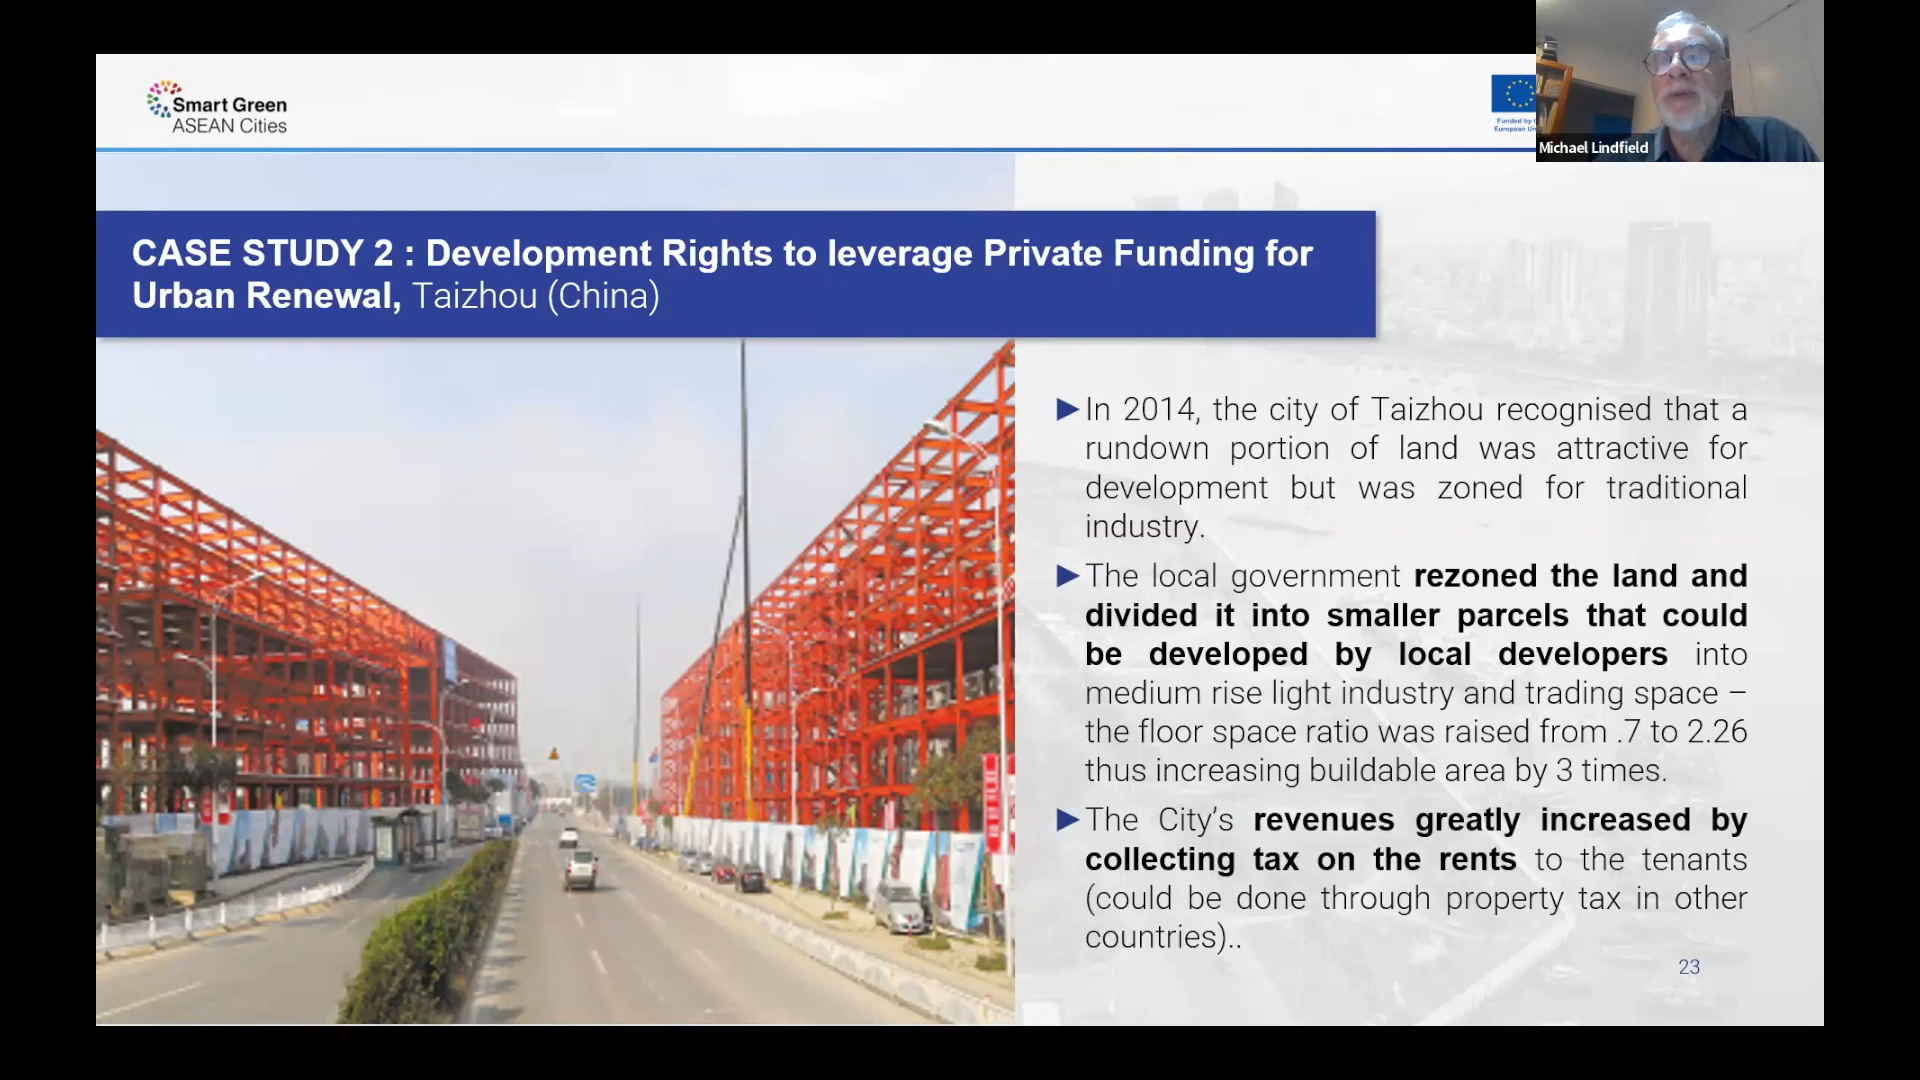 Smart Green
ASEAN Cities
Funded by
European
Michael Lindfield
CASE STUDY 2 : Development Rights to leverage Private Funding for
Urban Renewal, Taizhou (China)
►In 2014, the city of Taizhou recognised that a
rundown portion of land was attractive for
development but was zoned for traditional
industry.
►The local government rezoned the land and
divided it into smaller parcels that could
be developed by local developers into
medium rise light industry and trading space –
the floor space ratio was raised from .7 to 2.26
thus increasing buildable area by 3 times.
►The City's revenues greatly increased by
collecting tax on the rents to the tenants
(could be done through property tax in other
countries)..
23